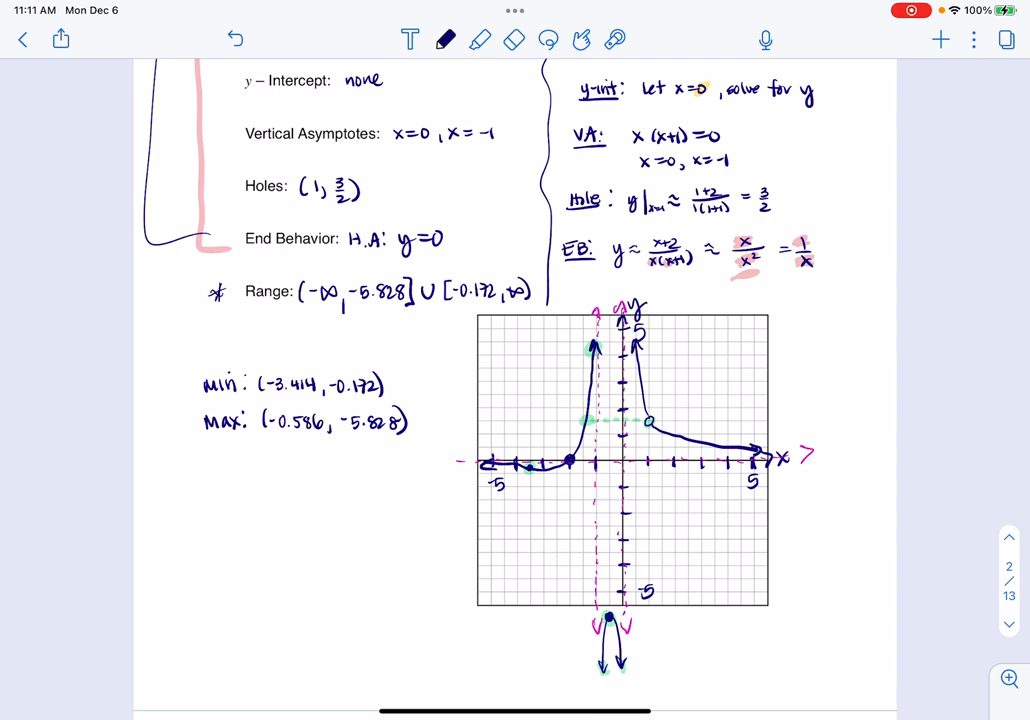 11:11 AM Mon Dec 6
100%
y – Intercept: none
Vertical Asymptotes: x=0, x=-1
Holes: (1, 3/2)
End Behavior: H.A: y=0
* Range: (-∞, -5.828] ∪ [-0.172, ∞)
min: (-3.414, -0.172)
max: (-0.586, -5.828)
y-int: Let x=0, solve for y
VA: x(x+1)=0
x=0, x=-1
Hole: y|x=1 ≈ 1+2/1(1+1) = 3/2
EB: y≈ x+2/x(x+1) ≈ x/x² = 1/x
y
5
x
-5
5
-5
2
/
13